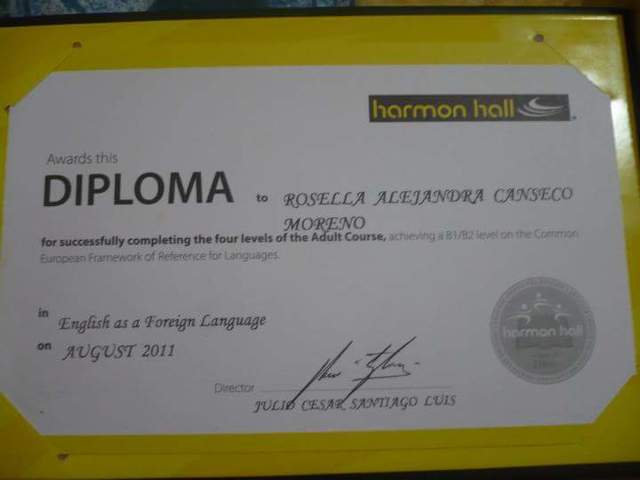 harmon hall
Awards this
DIPLOMA to ROSELLA ALEJANDRA CANSECO
MORENO
for successfully completing the four levels of the Adult Course, achieving a B1/B2 level on the Common
European Framework of Reference for Languages.
in English as a Foreign Language
on AUGUST 2011
harmon hall
Director
JULIO CESAR SANTIAGO LUIS